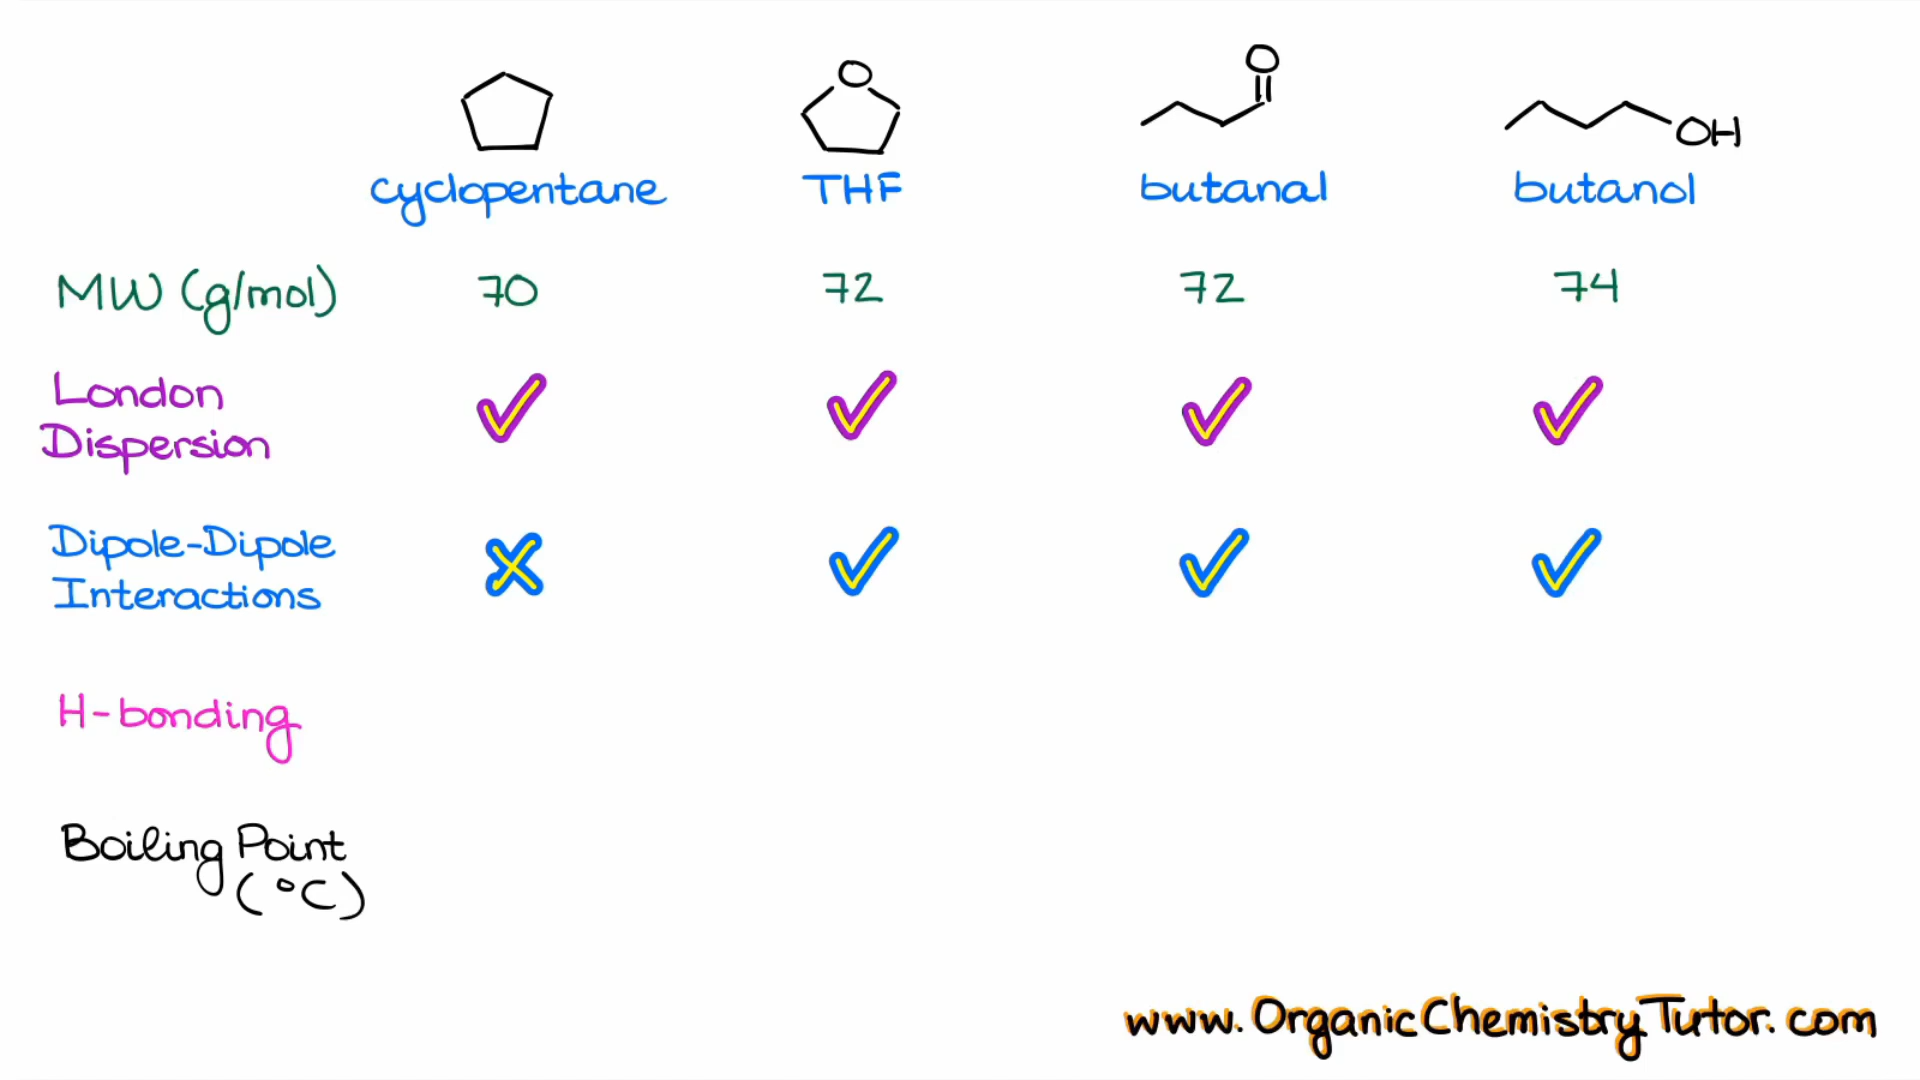 O
O
OH
cyclopentane THF butanal butanol
MW (g/mol) 70 72 72 74
London
Dispersion
Dipole-Dipole
Interactions
H-bonding
Boiling Point
(°C)
www.OrganicChemistryTutor.com